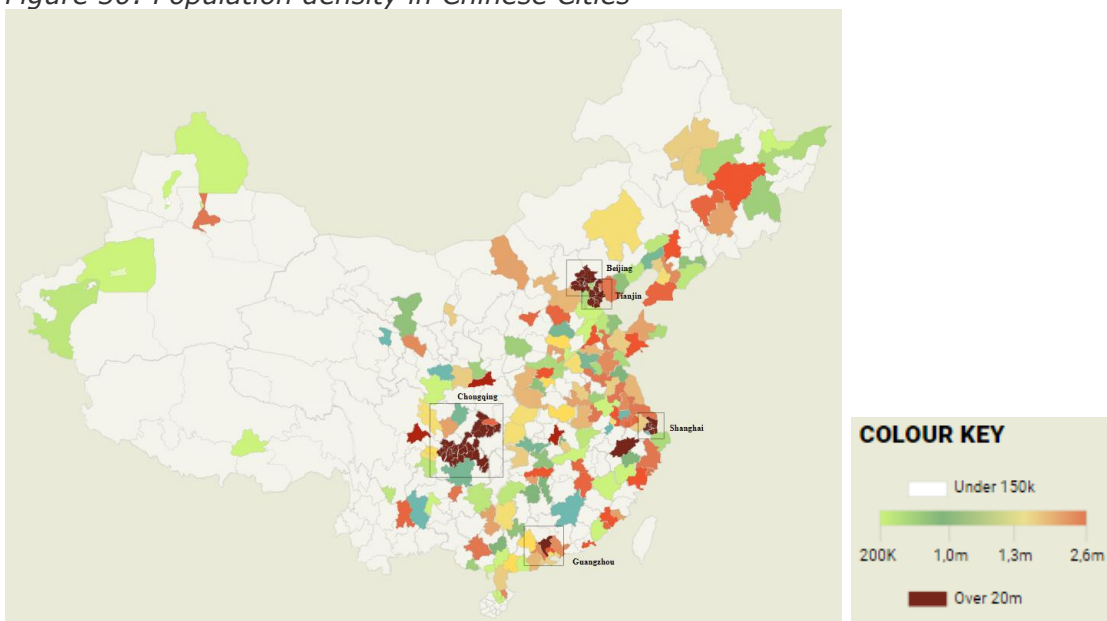 Figure 30: Population density in Chinese Cities
Beijing
Tianjin
Chongqing
Shanghai
Guangzhou
COLOUR KEY
Under 150k
200K 1,0m 1,3m 2,6m
Over 20m